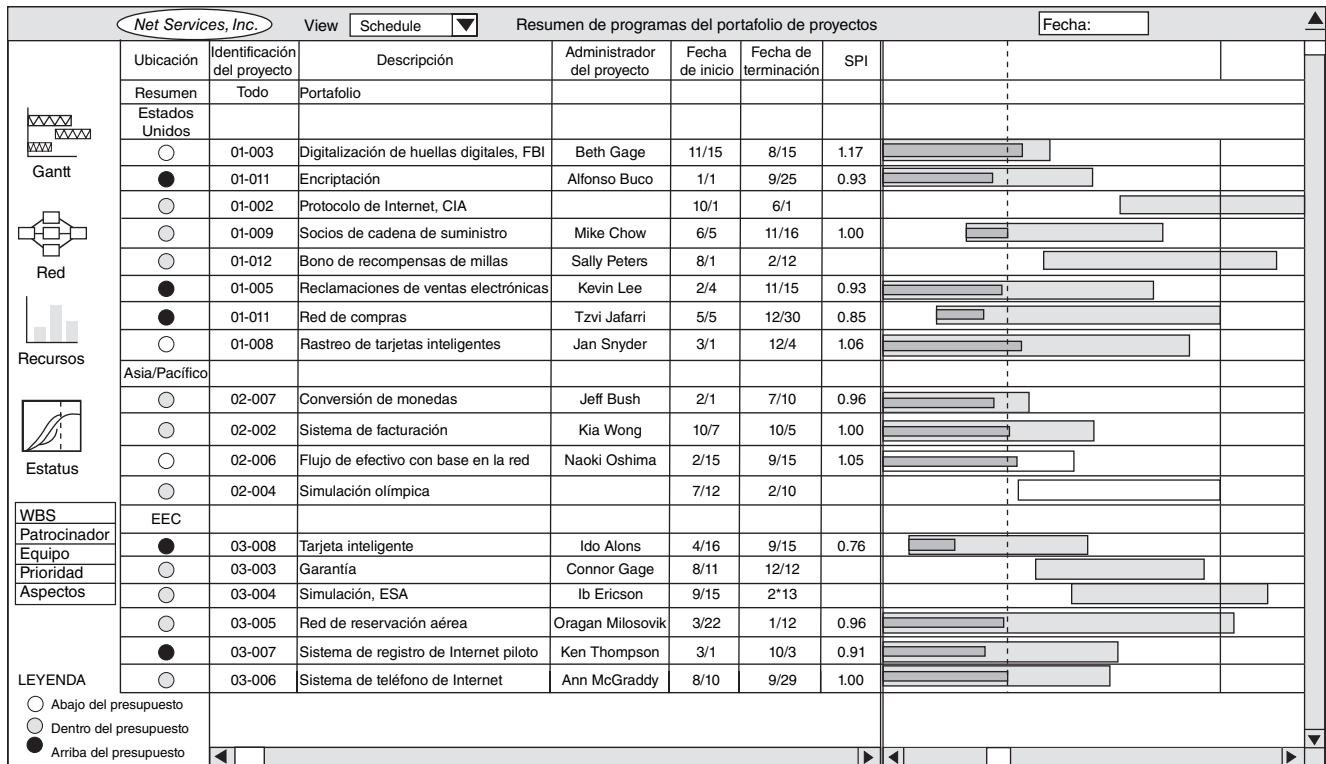 Net Services, Inc. View Schedule Resumen de programas del portafolio de proyectos Fecha:
Ubicación Identificación del proyecto Descripción Administrador del proyecto Fecha de inicio Fecha de terminación SPI
Resumen Todo Portafolio
Estados Unidos
01-003 Digitalización de huellas digitales, FBI Beth Gage 11/15 8/15 1.17
01-011 Encriptación Alfonso Buco 1/1 9/25 0.93
01-002 Protocolo de Internet, CIA 10/1 6/1
01-009 Socios de cadena de suministro Mike Chow 6/5 11/16 1.00
01-012 Bono de recompensas de millas Sally Peters 8/1 2/12
01-005 Reclamaciones de ventas electrónicas Kevin Lee 2/4 11/15 0.93
01-011 Red de compras Tzvi Jafarri 5/5 12/30 0.85
01-008 Rastreo de tarjetas inteligentes Jan Snyder 3/1 12/4 1.06
Asia/Pacífico
02-007 Conversión de monedas Jeff Bush 2/1 7/10 0.96
02-002 Sistema de facturación Kia Wong 10/7 10/5 1.00
02-006 Flujo de efectivo con base en la red Naoki Oshima 2/15 9/15 1.05
02-004 Simulación olímpica 7/12 2/10
EEC
03-008 Tarjeta inteligente Ido Alons 4/16 9/15 0.76
03-003 Garantía Connor Gage 8/11 12/12
03-004 Simulación, ESA Ib Ericson 9/15 2*13
03-005 Red de reservación aérea Oragan Milosovik 3/22 1/12 0.96
03-007 Sistema de registro de Internet piloto Ken Thompson 3/1 10/3 0.91
03-006 Sistema de teléfono de Internet Ann McGraddy 8/10 9/29 1.00
Gantt
Red
Recursos
Estatus
WBS
Patrocinador
Equipo
Prioridad
Aspectos
LEYENDA
Abajo del presupuesto
Dentro del presupuesto
Arriba del presupuesto